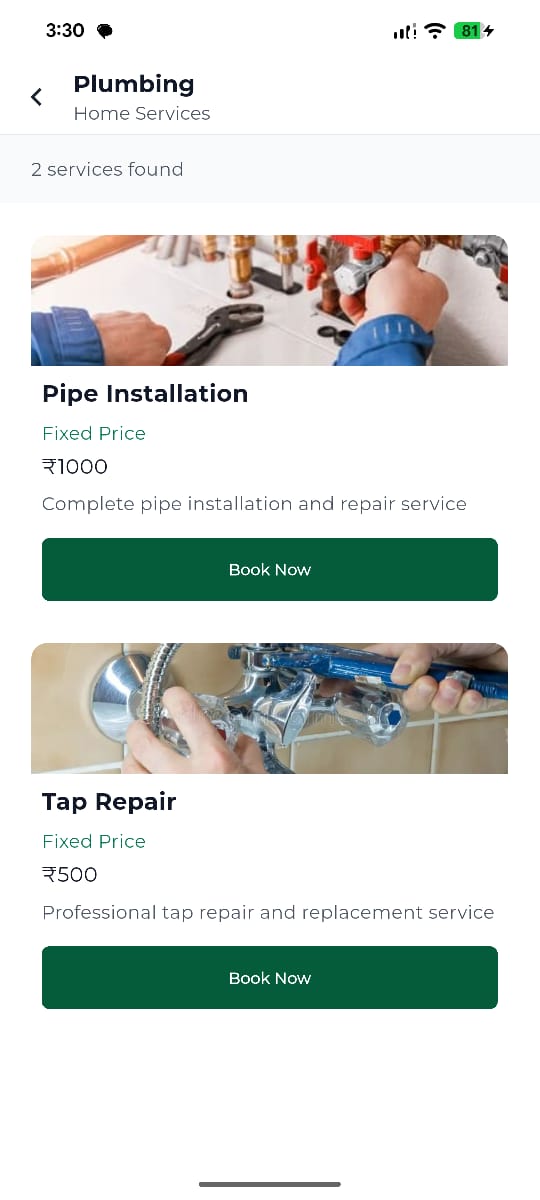 3:30
81
Plumbing
Home Services
2 services found
Pipe Installation
Fixed Price
₹1000
Complete pipe installation and repair service
Book Now
Tap Repair
Fixed Price
₹500
Professional tap repair and replacement service
Book Now